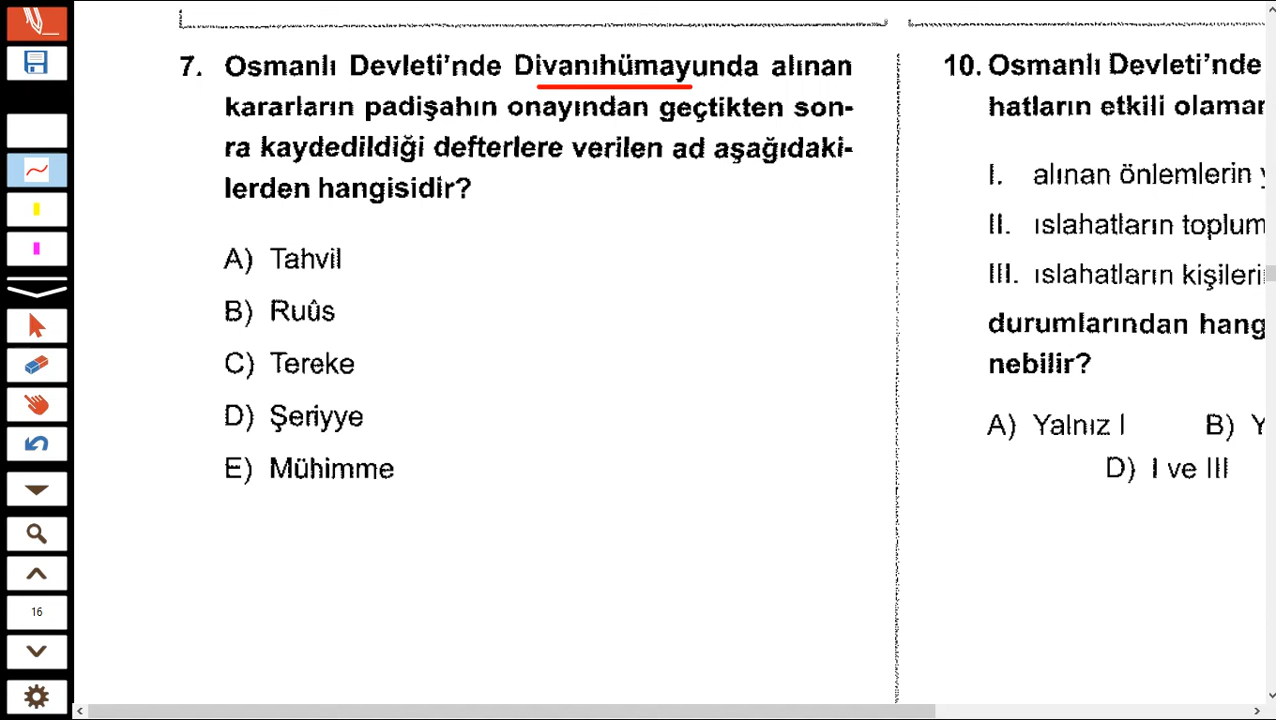 7. Osmanlı Devleti'nde Divanıhümayunda alınan
kararların padişahın onayından geçtikten son-
ra kaydedildiği defterlere verilen ad aşağıdaki-
lerden hangisidir?
A) Tahvil
B) Ruûs
C) Tereke
D) Şeriyye
E) Mühimme
10. Osmanlı Devleti'nde
hatların etkili olamar
I. alınan önlemlerin
II. ıslahatların toplum
III. ıslahatların kişileri
durumlarından hang
nebilir?
A) Yalnız I B) Y
D) I ve III
16